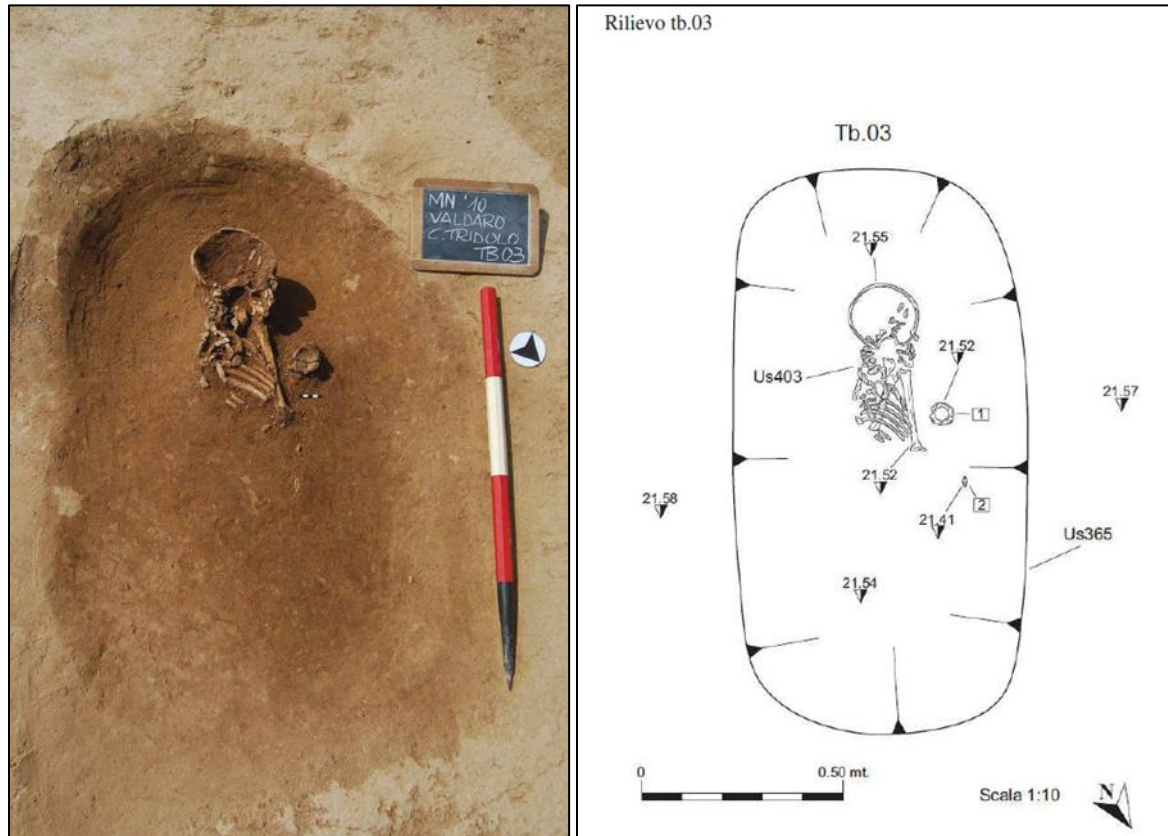 MN '10
VALDARO
C.TRIDOLO
TB03
Rilievo tb.03
Tb.03
21.55
21.52
Us403
1
21.57
21.52
2
21.58
21.41
Us365
21.54
0
0.50 mt.
Scala 1:10
N